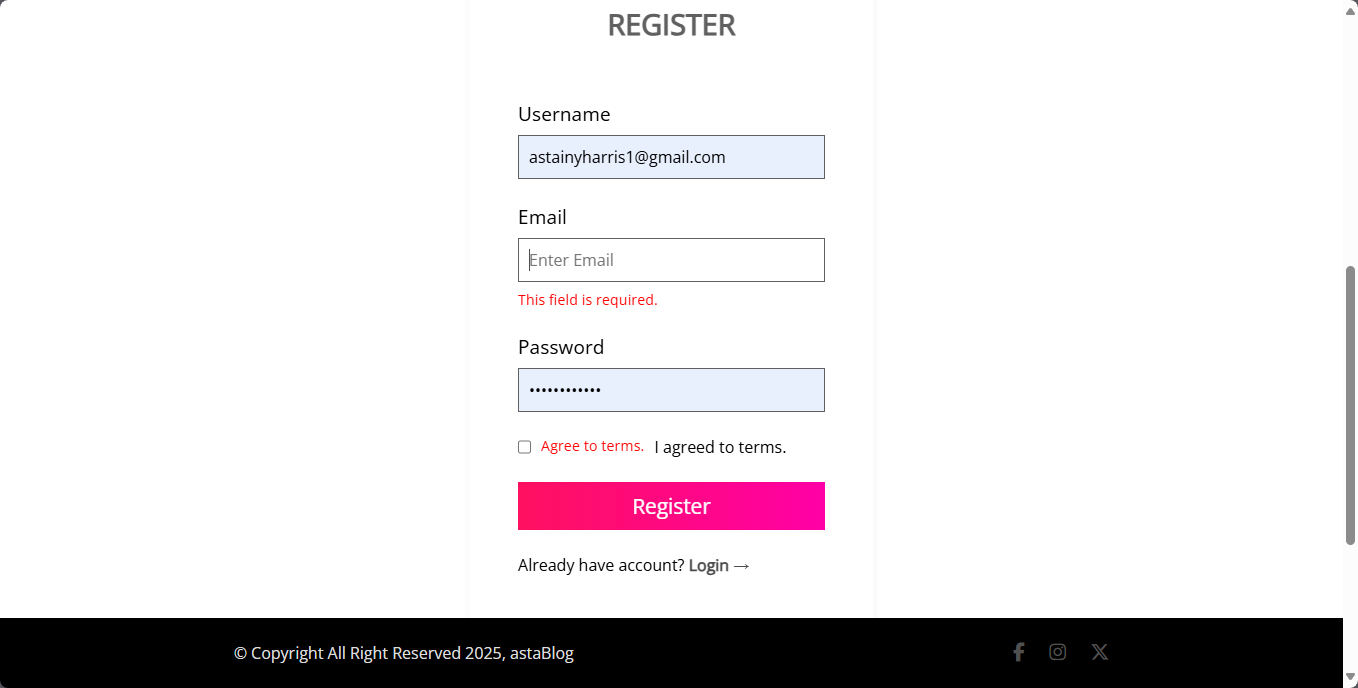 REGISTER
Username
astainyharris1@gmail.com
Email
Enter Email
This field is required.
Password
••••••••••••
Agree to terms. I agreed to terms.
Register
Already have account? Login →
© Copyright All Right Reserved 2025, astaBlog